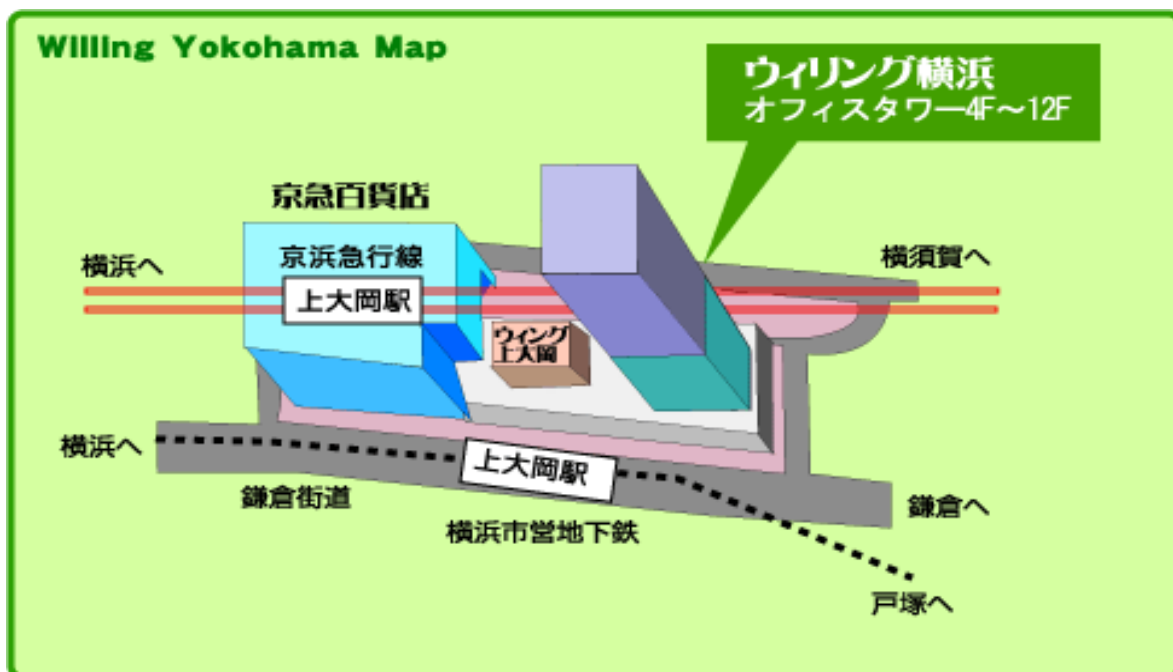 Willing Yokohama Map
ウィリング横浜
オフィスタワー4F～12F
京急百貨店
横浜へ
京浜急行線
横須賀へ
上大岡駅
ウィング
上大岡
横浜へ
上大岡駅
鎌倉街道
鎌倉へ
横浜市営地下鉄
戸塚へ